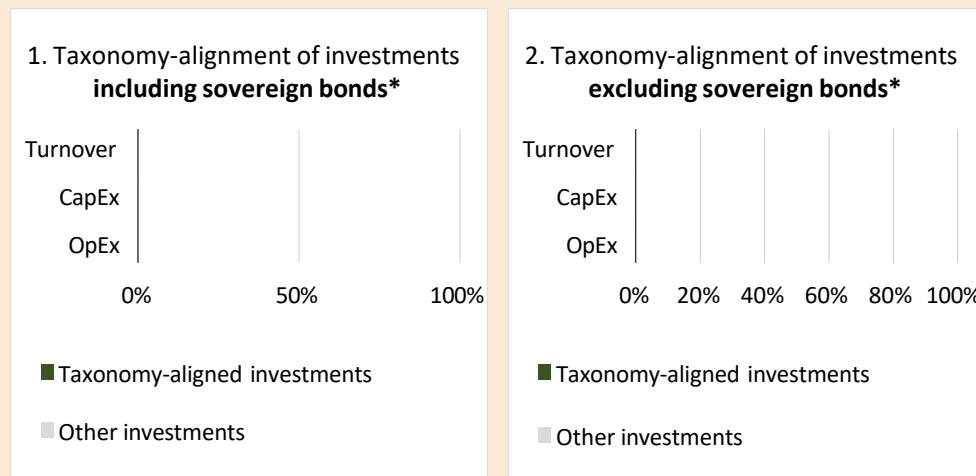 1. Taxonomy-alignment of investments
including sovereign bonds*
Turnover
CapEx
OpEx
0% 50% 100%
Taxonomy-aligned investments
Other investments
2. Taxonomy-alignment of investments
excluding sovereign bonds*
Turnover
CapEx
OpEx
0% 20% 40% 60% 80% 100%
Taxonomy-aligned investments
Other investments